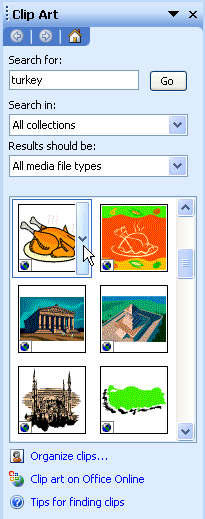 Clip Art
Search for:
turkey
Go
Search in:
All collections
Results should be:
All media file types
Organize clips...
Clip art on Office Online
Tips for finding clips